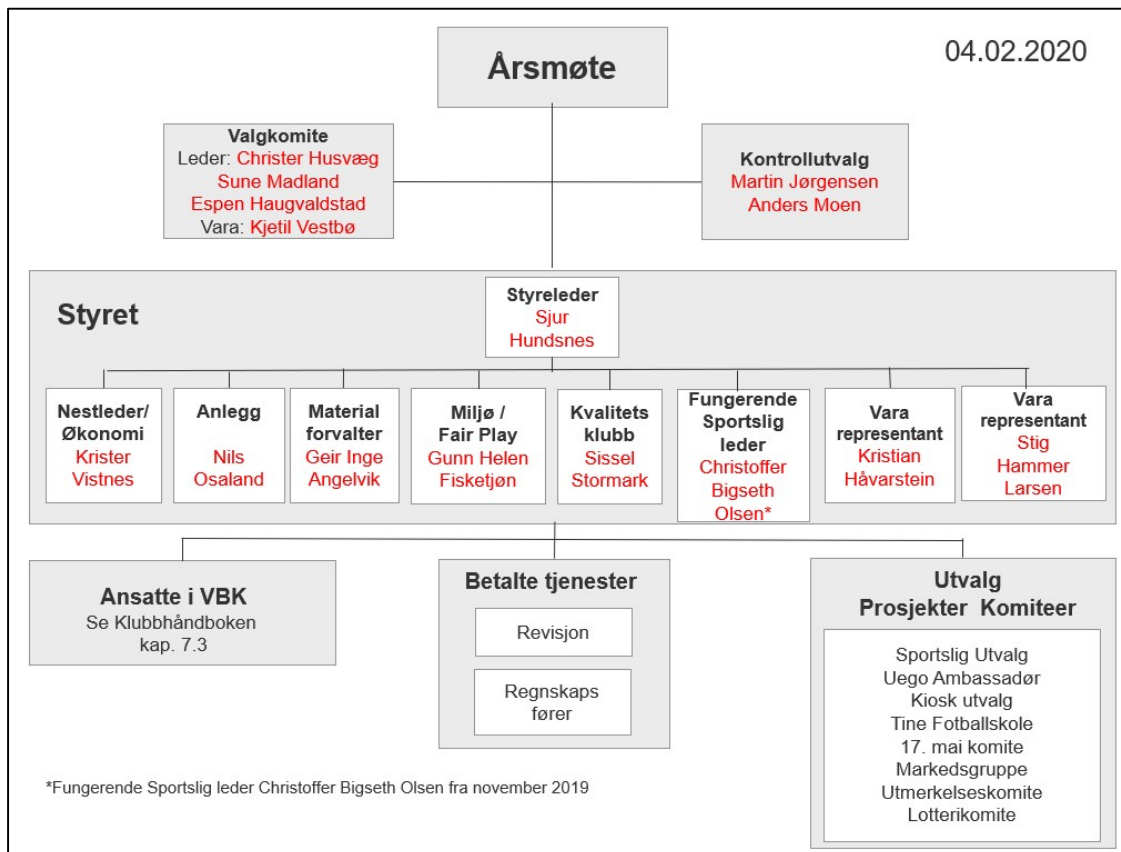 Årsmøte
04.02.2020
Valgkomite
Leder: Christer Husvæg
Sune Madland
Espen Haugvaldstad
Vara: Kjetil Vestbø
Kontrollutvalg
Martin Jørgensen
Anders Moen
Styret
Styreleder
Sjur
Hundsnes
Nestleder/
Økonomi
Krister
Vistnes
Anlegg
Nils
Osaland
Material
forvalter
Geir Inge
Angelvik
Miljø /
Fair Play
Gunn Helen
Fisketjøn
Kvalitets
klubb
Sissel
Stormark
Fungerende
Sportslig
leder
Christoffer
Bigseth
Olsen*
Vara
representant
Kristian
Håvarstein
Vara
representant
Stig
Hammer
Larsen
Ansatte i VBK
Se Klubbhåndboken
kap. 7.3
Betalte tjenester
Revisjon
Regnskaps
fører
Utvalg
Prosjekter Komiteer
Sportslig Utvalg
Uego Ambassadør
Kiosk utvalg
Tine Fotballskole
17. mai komite
Markedsgruppe
Utmerkelseskomite
Lotterikomite
*Fungerende Sportslig leder Christoffer Bigseth Olsen fra november 2019